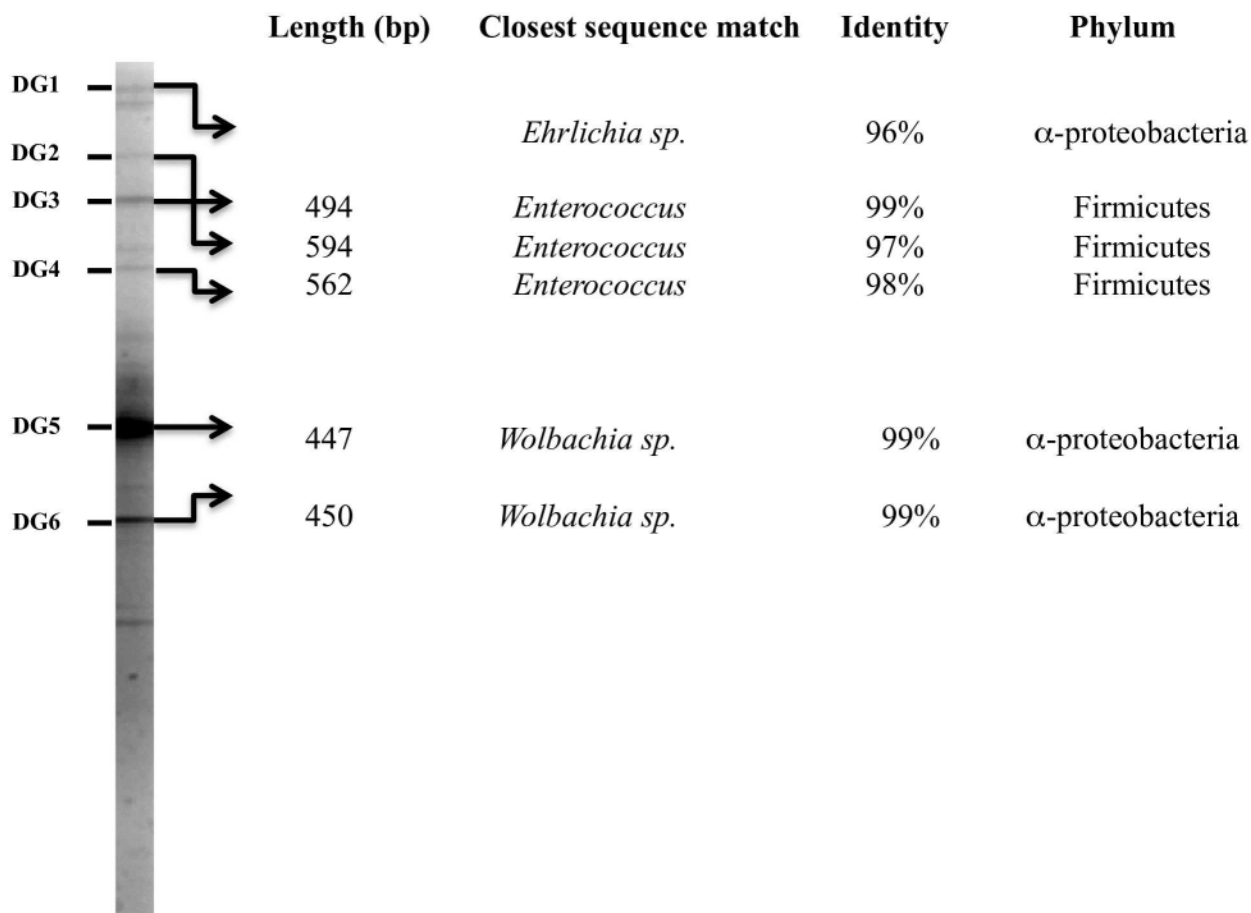 Length (bp) Closest sequence match Identity Phylum
DG1
Ehrlichia sp. 96% α-proteobacteria
DG2
DG3 494 Enterococcus 99% Firmicutes
594 Enterococcus 97% Firmicutes
DG4 562 Enterococcus 98% Firmicutes
DG5 447 Wolbachia sp. 99% α-proteobacteria
DG6 450 Wolbachia sp. 99% α-proteobacteria